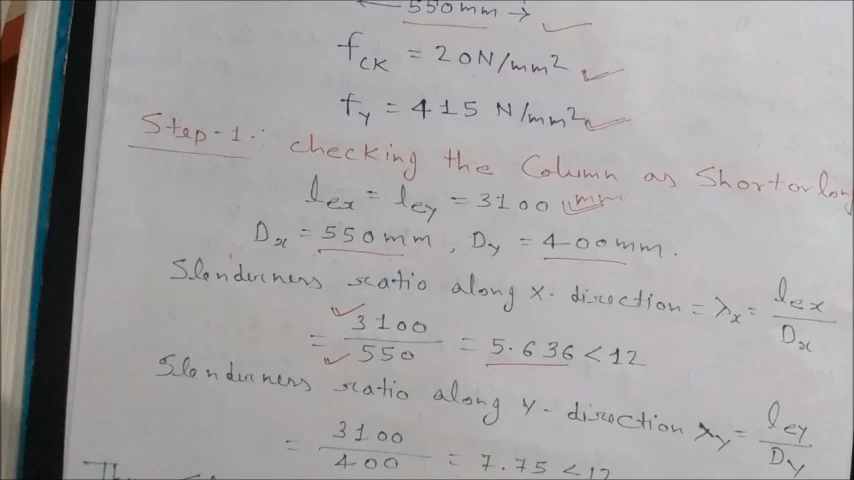 550mm
fck = 20N/mm²
fy = 415 N/mm²
Step-1: checking the Column as Short or long
lex = ley = 3100 mm
Dx = 550mm, Dy = 400mm.
Slenderness ratio along X-direction = λx = lex/Dx
= 3100/550 = 5.636 < 12
Slenderness ratio along Y-direction λy = ley/Dy
= 3100/400 = 7.75 < 12